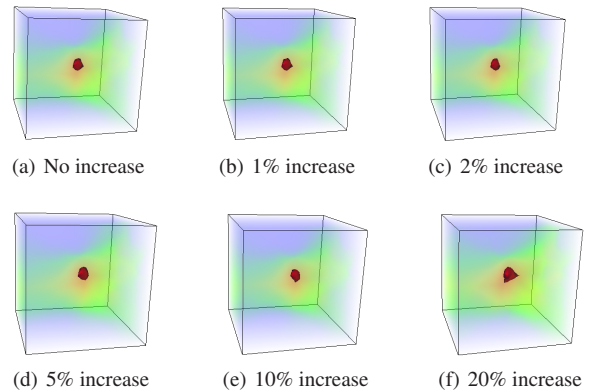 (a) No increase
(b) 1% increase
(c) 2% increase
(d) 5% increase
(e) 10% increase
(f) 20% increase